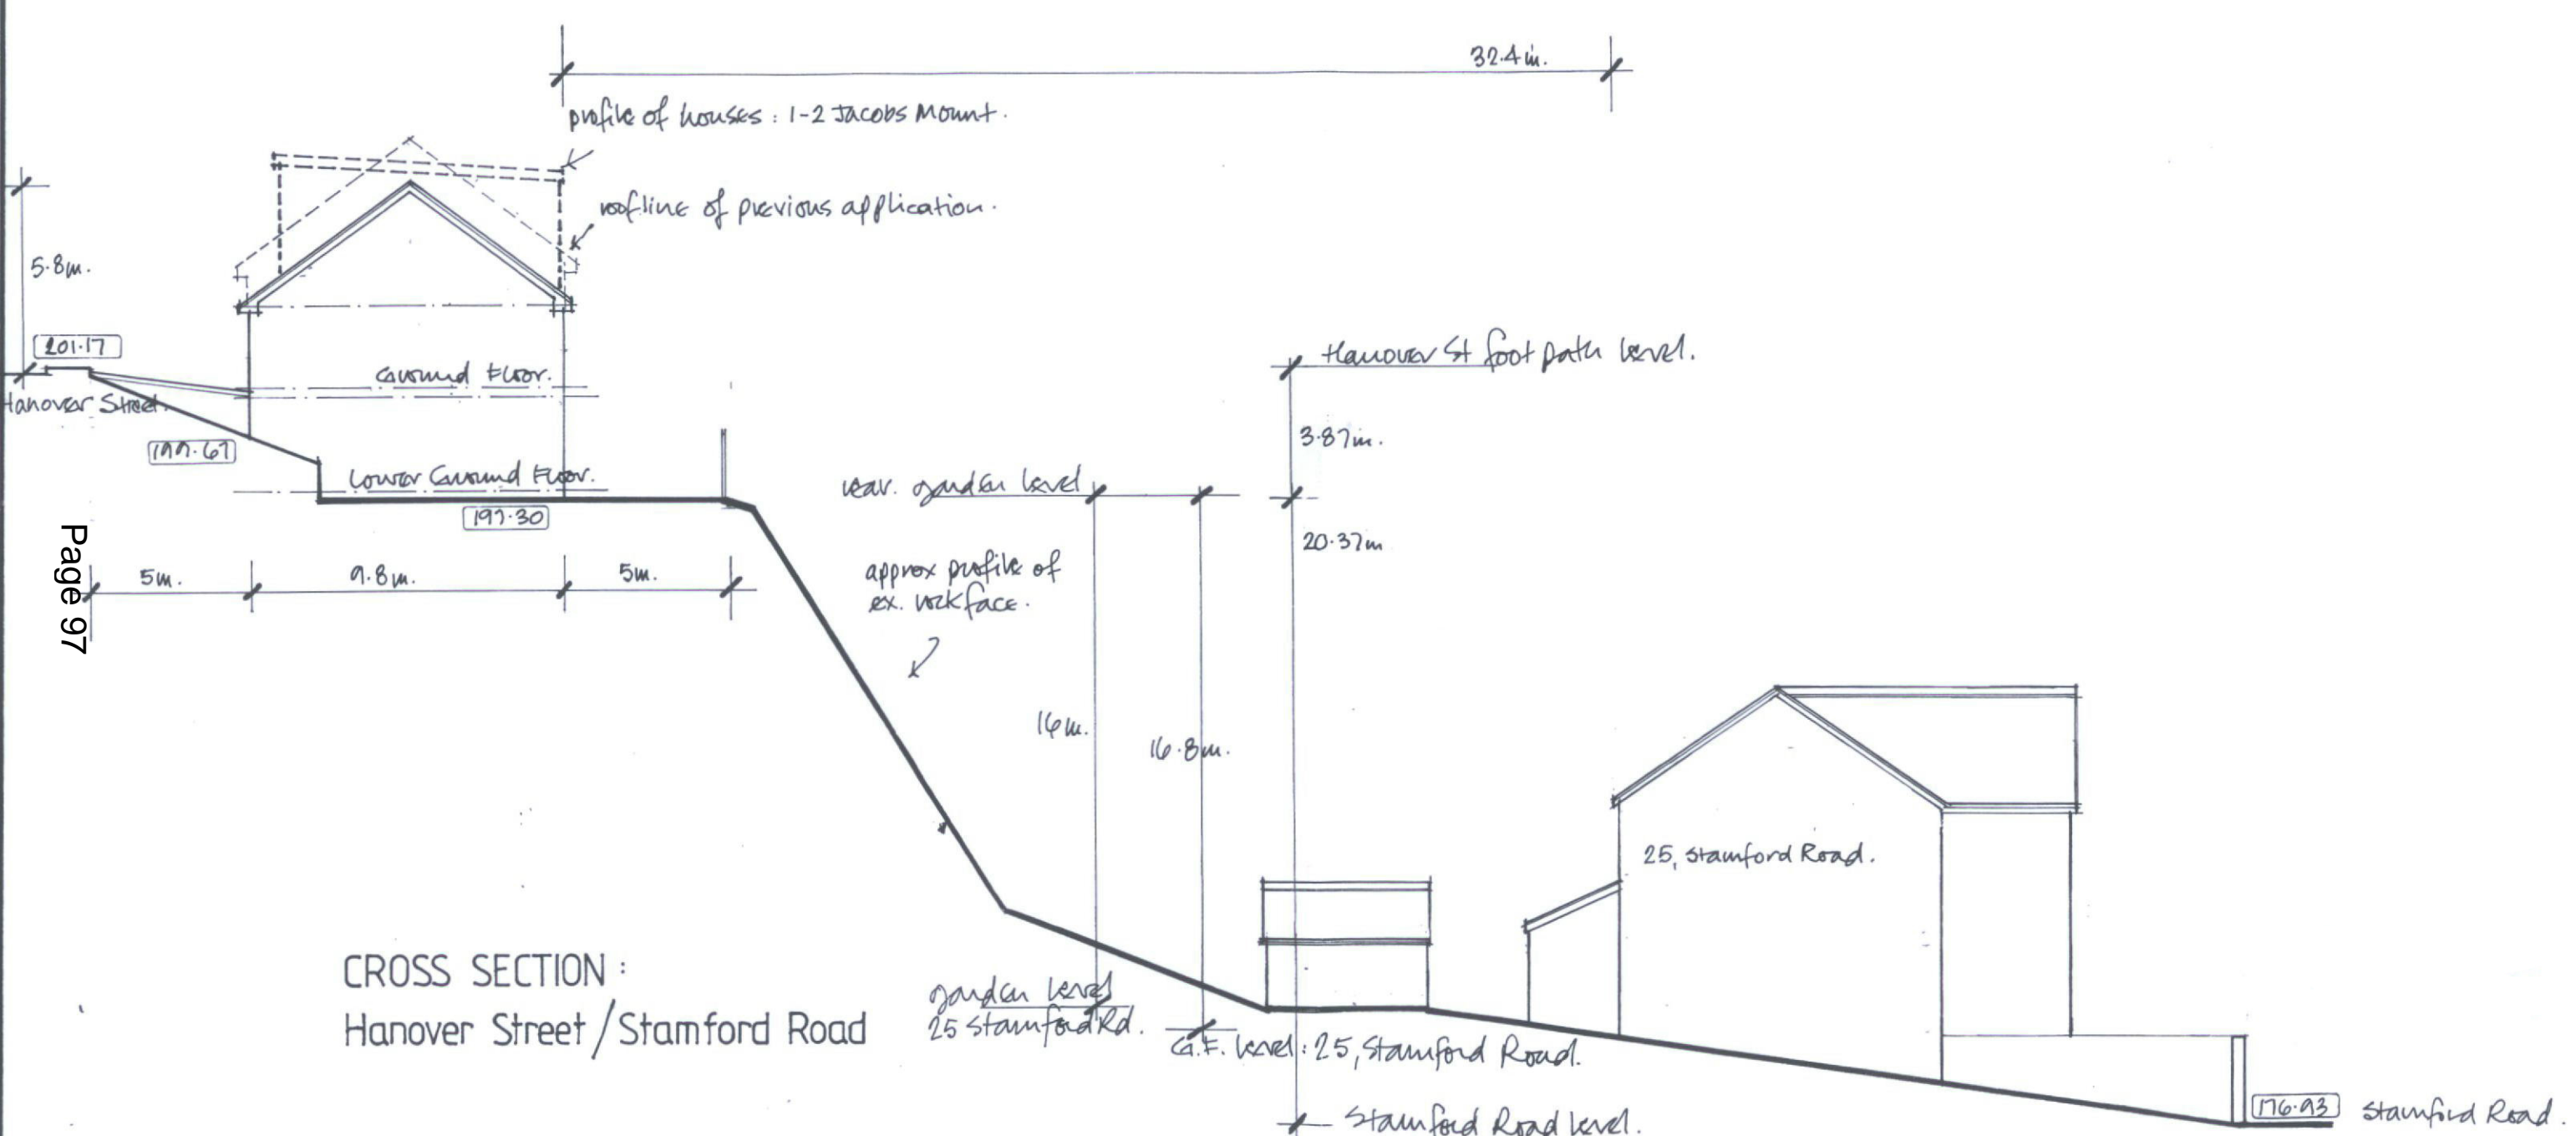 32.4m.
profile of houses : 1-2 Jacobs Mount.
roofline of previous application.
5.8m.
201.17
Hanover Street.
Ground Floor.
199.67
Lower Ground Floor.
197.30
5m.
9.8m.
5m.
Page 97
Hanover St foot path level.
3.87m.
rear. garden level
20.37m
approx profile of
ex. rockface.
16m.
16.8m.
25, Stamford Road.
CROSS SECTION :
Hanover Street / Stamford Road
garden level
25 Stamford Rd.
G.F. level : 25, Stamford Road.
Stamford Road level.
176.93
Stamford Road.